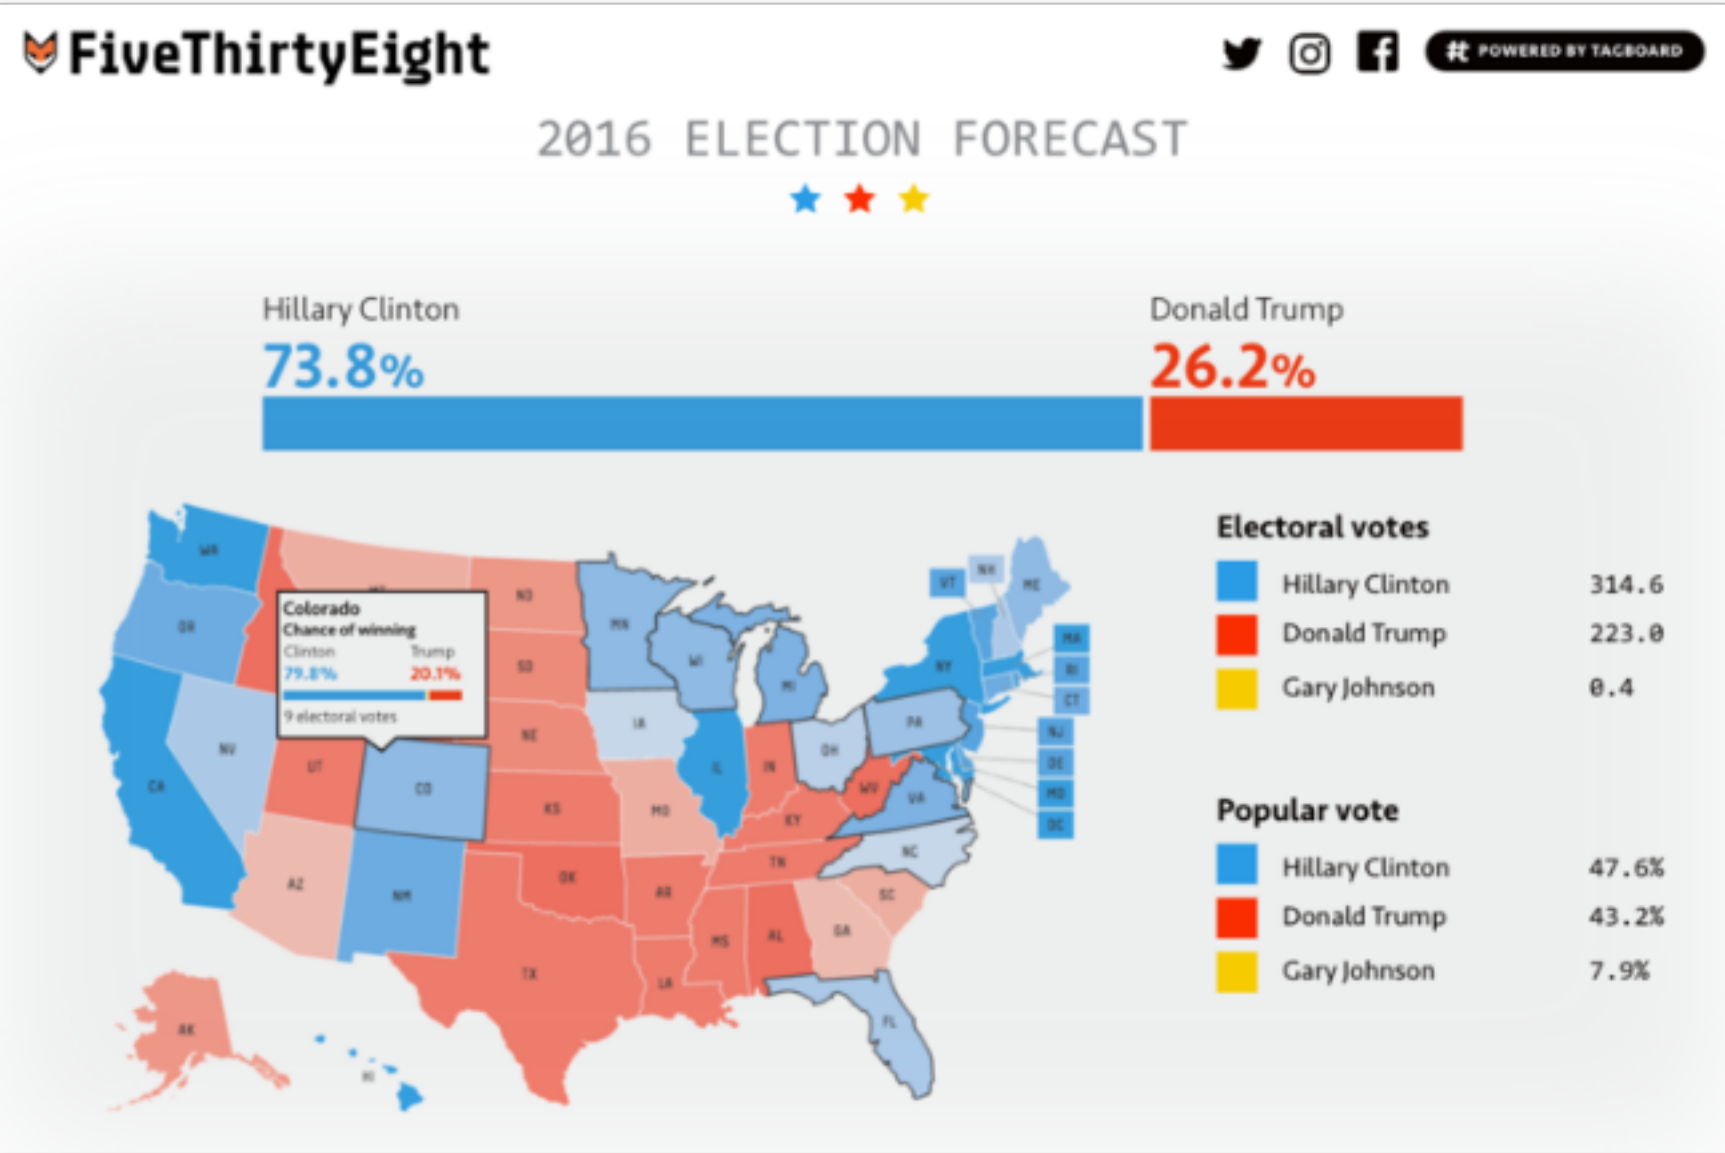 FiveThirtyEight
POWERED BY TAGBOARD
2016 ELECTION FORECAST
Hillary Clinton
73.8%
Donald Trump
26.2%
Electoral votes
Hillary Clinton 314.6
Donald Trump 223.0
Gary Johnson 0.4
Popular vote
Hillary Clinton 47.6%
Donald Trump 43.2%
Gary Johnson 7.9%
Colorado
Chance of winning
Clinton Trump
79.8% 20.1%
9 electoral votes
WA
OR
CA
NV
UT
AZ
CO
NM
ND
SD
NE
KS
OK
TX
MN
IA
MO
AR
LA
WI
IL
MI
IN
OH
KY
TN
MS
AL
GA
FL
SC
NC
VA
WV
PA
NY
VT
NH
ME
MA
RI
CT
NJ
DE
MD
DC
AK
HI